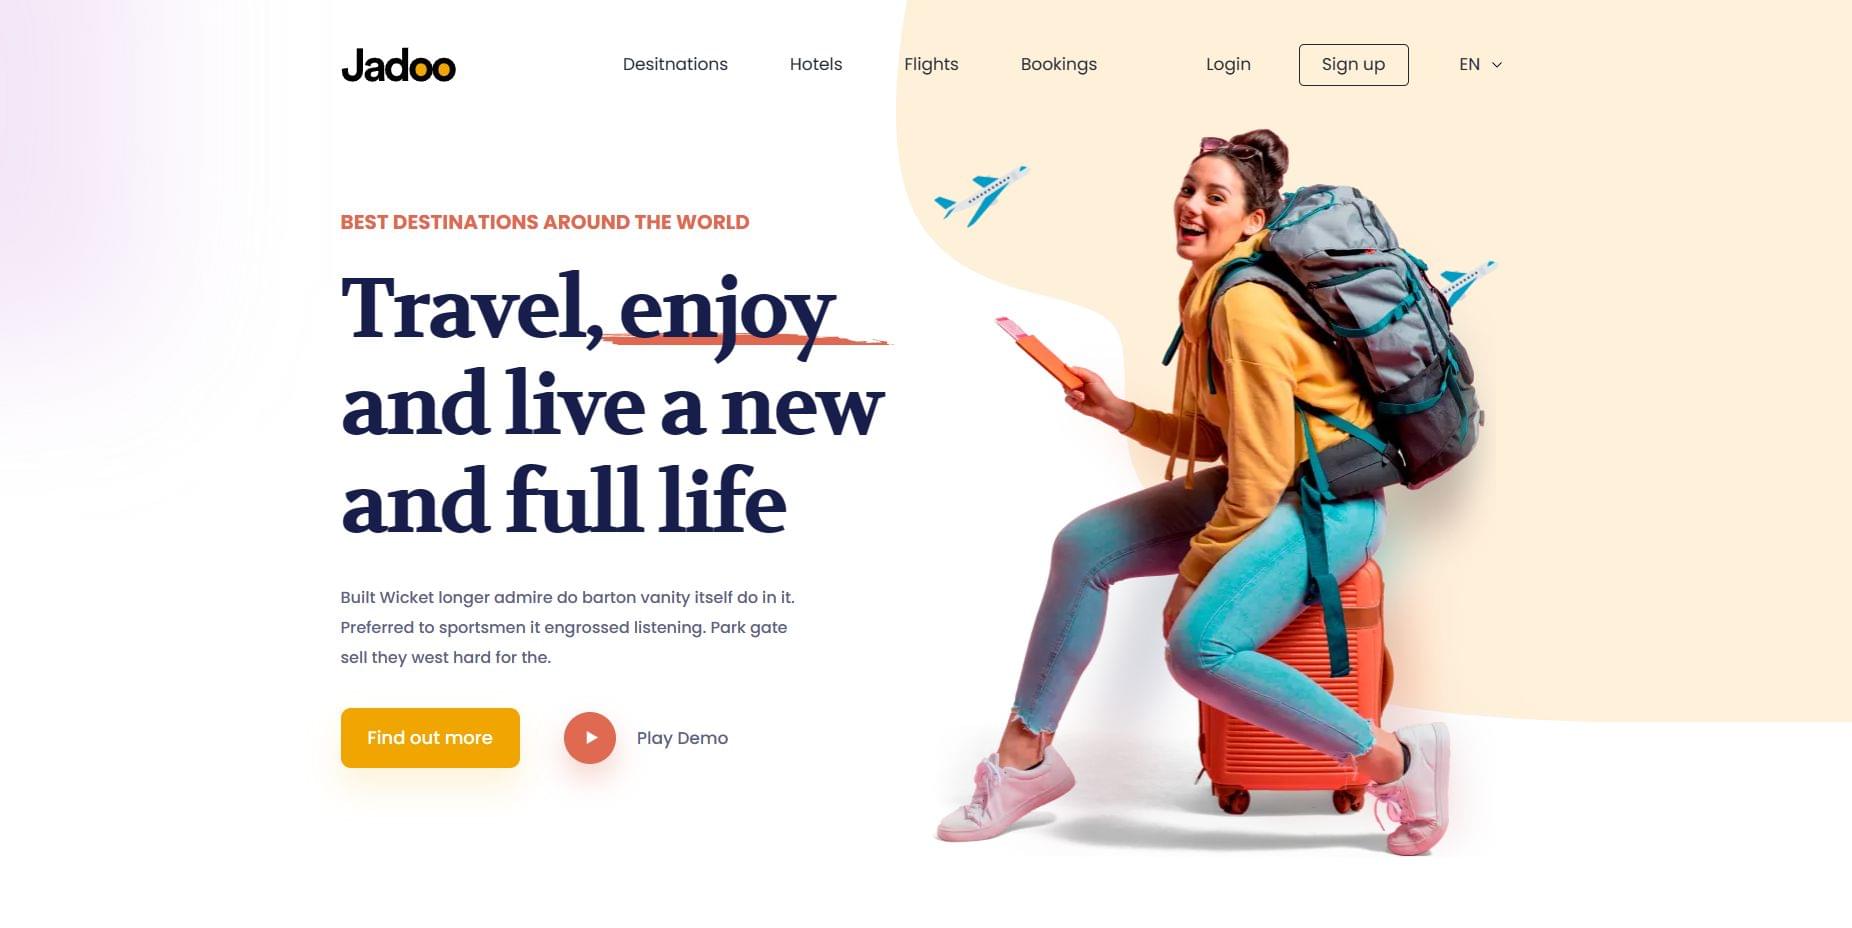 Jadoo
Desitnations
Hotels
Flights
Bookings
Login
Sign up
EN
BEST DESTINATIONS AROUND THE WORLD
Travel, enjoy
and live a new
and full life
Built Wicket longer admire do barton vanity itself do in it.
Preferred to sportsmen it engrossed listening. Park gate
sell they west hard for the.
Find out more
Play Demo